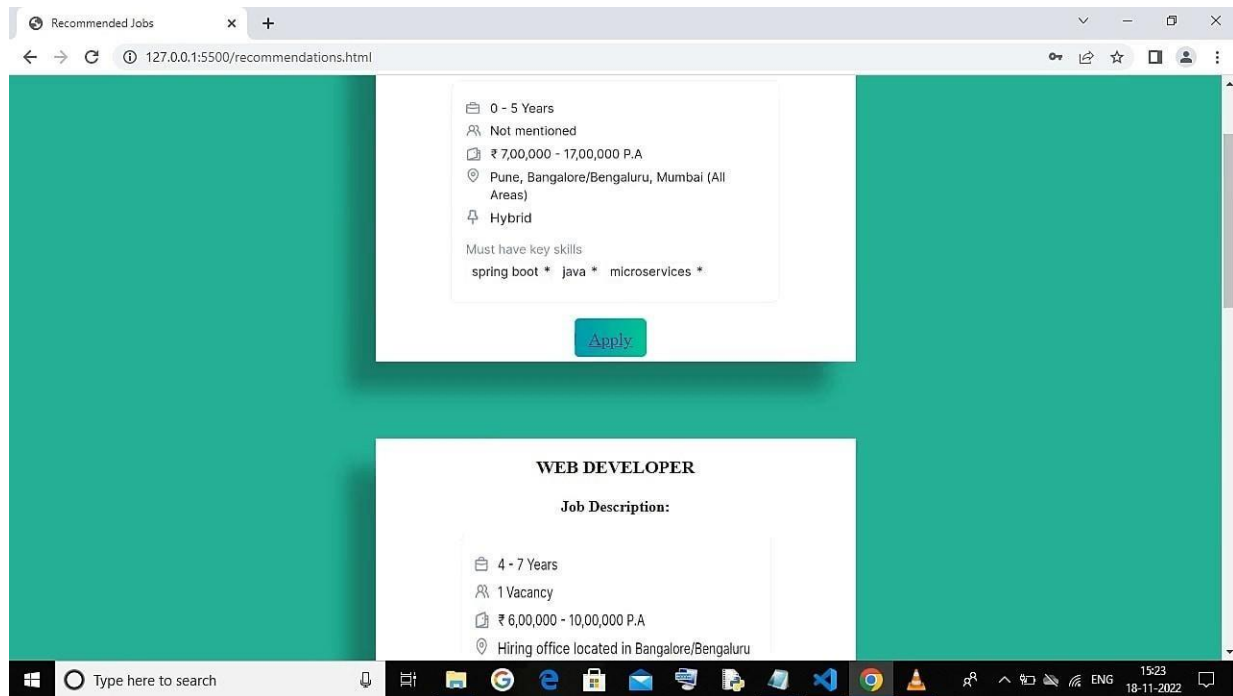 Recommended Jobs
127.0.0.1:5500/recommendations.html
0 - 5 Years
Not mentioned
₹ 7,00,000 - 17,00,000 P.A
Pune, Bangalore/Bengaluru, Mumbai (All
Areas)
Hybrid
Must have key skills
spring boot * java * microservices *
Apply
WEB DEVELOPER
Job Description:
4 - 7 Years
1 Vacancy
₹ 6,00,000 - 10,00,000 P.A
Hiring office located in Bangalore/Bengaluru
Type here to search
ENG
15:23
18-11-2022